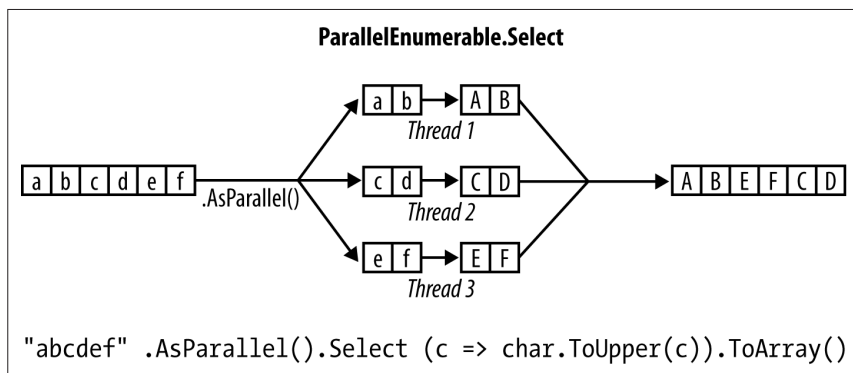 ParallelEnumerable.Select
a b A B
Thread 1
a b c d e f .AsParallel() c d C D A B E F C D
Thread 2
e f E F
Thread 3
"abcdef" .AsParallel().Select (c => char.ToUpper(c)).ToArray()